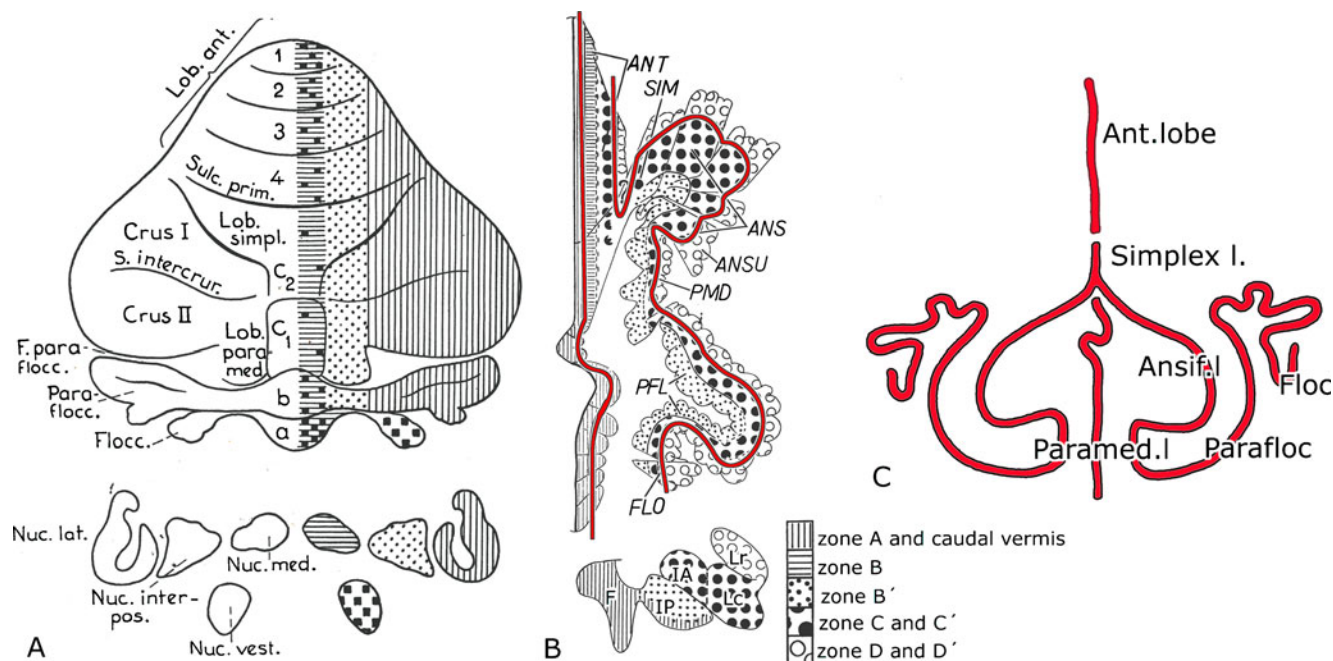 Lob. ant.
1
2
3
4
Sulc. prim.
Crus I
Lob.
simpl.
S. intercrur.
C2
Crus II
C1
Lob.
para
med.
F. para
flocc.
Para-
flocc.
b
a
Flocc.
Nuc. lat.
Nuc. med.
Nuc. inter-
pos.
Nuc. vest.
A
ANT
SIM
ANS
ANSU
PMD
PFL
FLO
F
IP
IA
Lc
Lr
B
zone A and caudal vermis
zone B
zone B´
zone C and C´
zone D and D´
Ant.lobe
Simplex l.
Ansif.l
Floc
Paramed.l
Parafloc
C